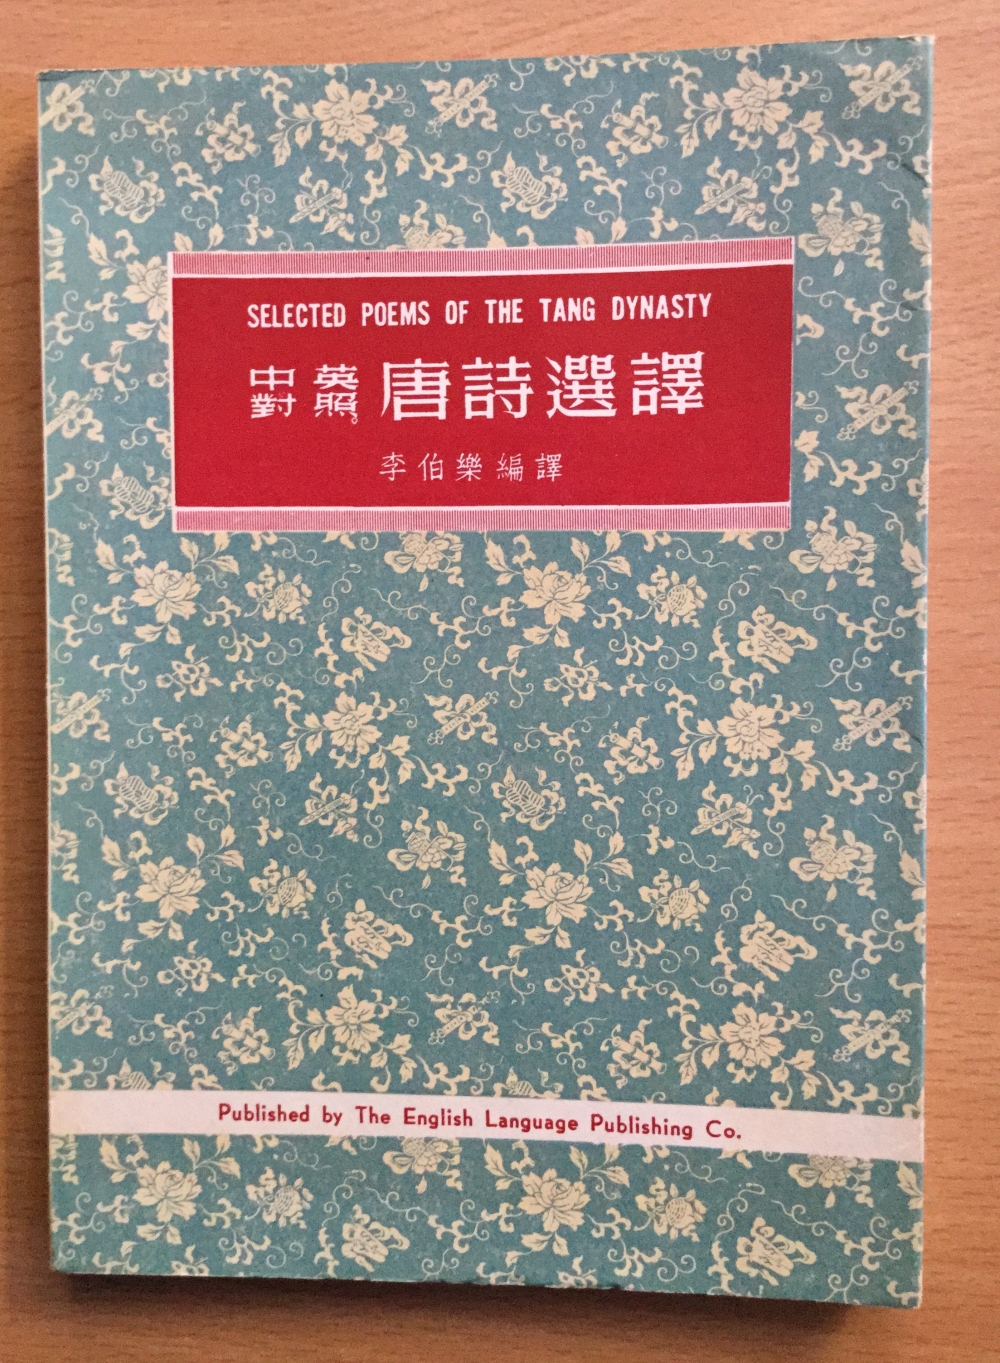 SELECTED POEMS OF THE TANG DYNASTY
中英對照。唐詩選譯
李伯樂編譯
Published by The English Language Publishing Co.